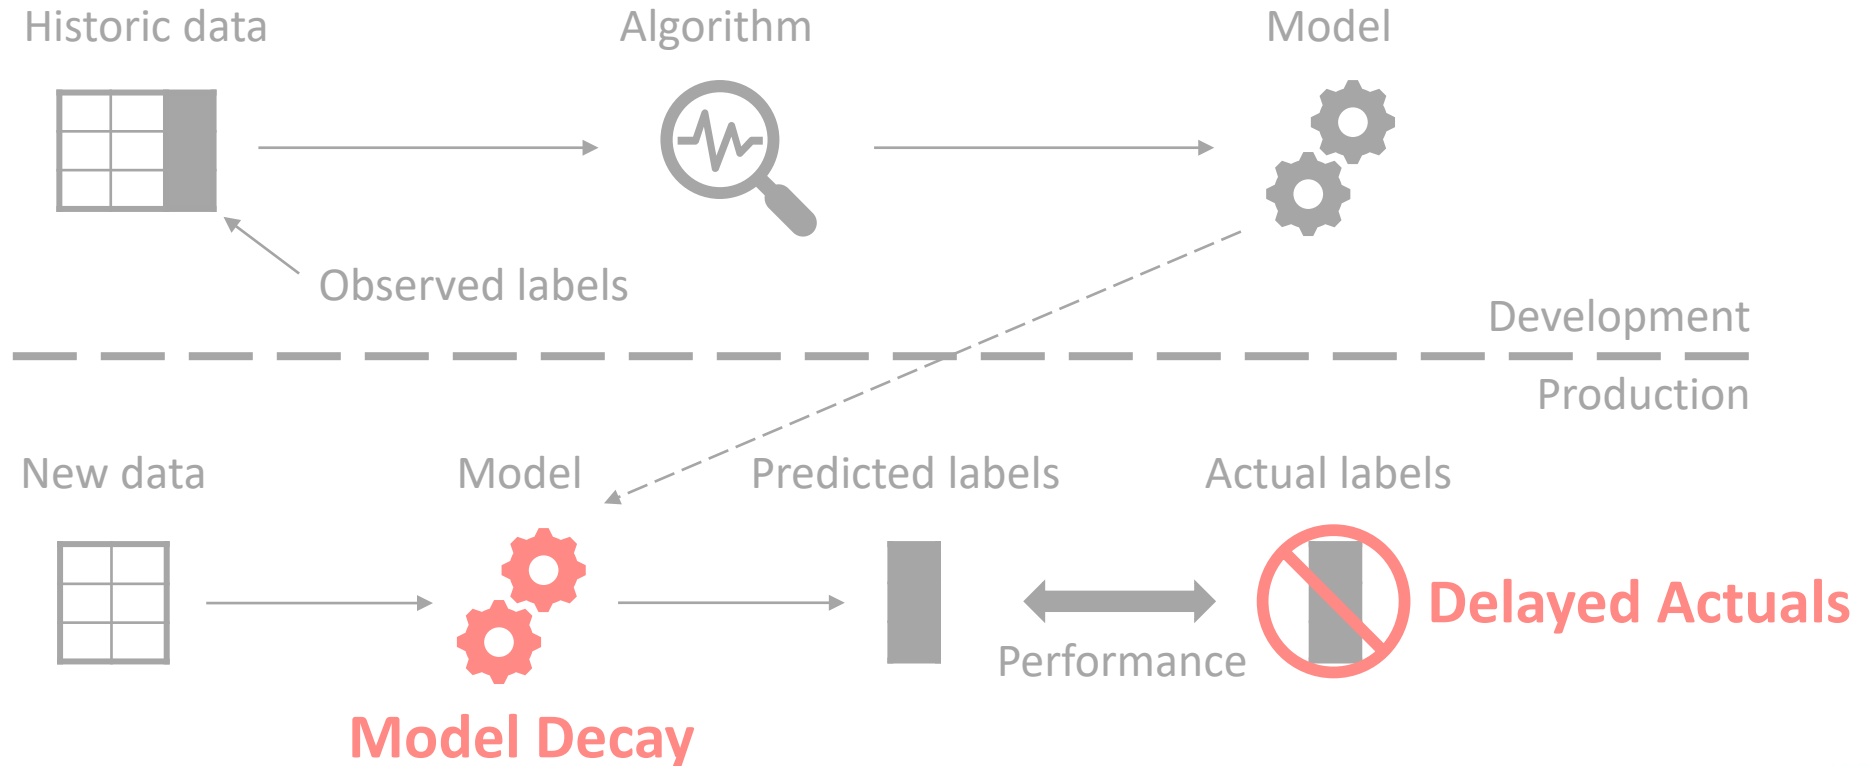 Historic data
Algorithm
Model
Observed labels
Development
Production
New data
Model
Predicted labels
Actual labels
Delayed Actuals
Performance
Model Decay